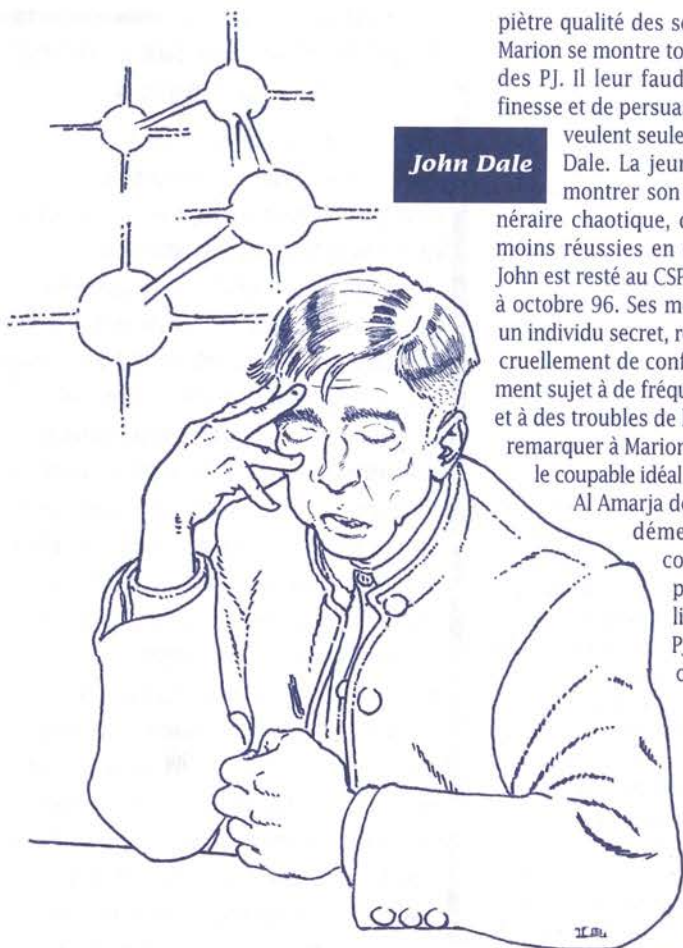 piètre qualité des s
Marion se montre to
des PJ. Il leur faud
finesse et de persuas
veulent seule
John Dale
Dale. La jeu
montrer son
néraire chaotique, c
moins réussies en
John est resté au CSP
à octobre 96. Ses m
un individu secret, r
cruellement de conf
ment sujet à de fréqu
et à des troubles de l
remarquer à Marion
le coupable idéal
Al Amarja de
déme
co
p
li
PJ
c